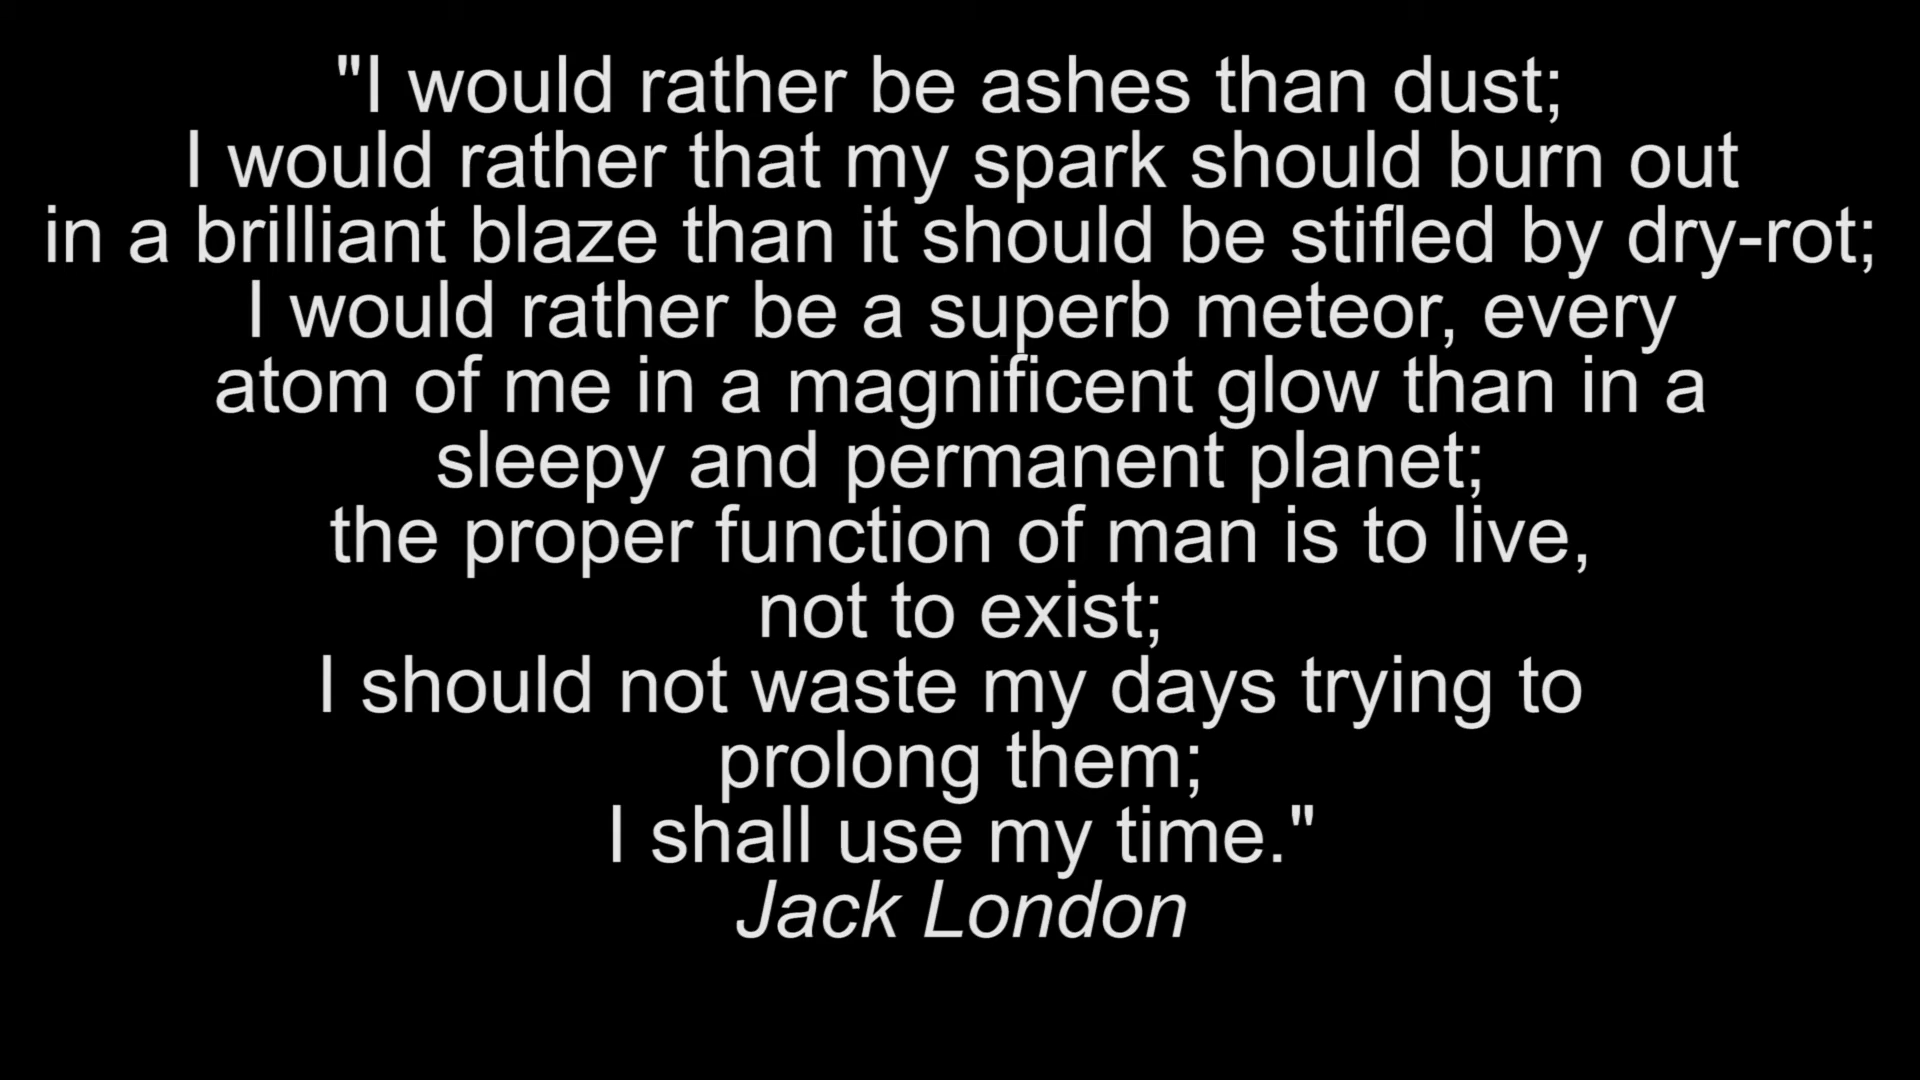 "I would rather be ashes than dust;
I would rather that my spark should burn out
in a brilliant blaze than it should be stifled by dry-rot;
I would rather be a superb meteor, every
atom of me in a magnificent glow than in a
sleepy and permanent planet;
the proper function of man is to live,
not to exist;
I should not waste my days trying to
prolong them;
I shall use my time."
Jack London